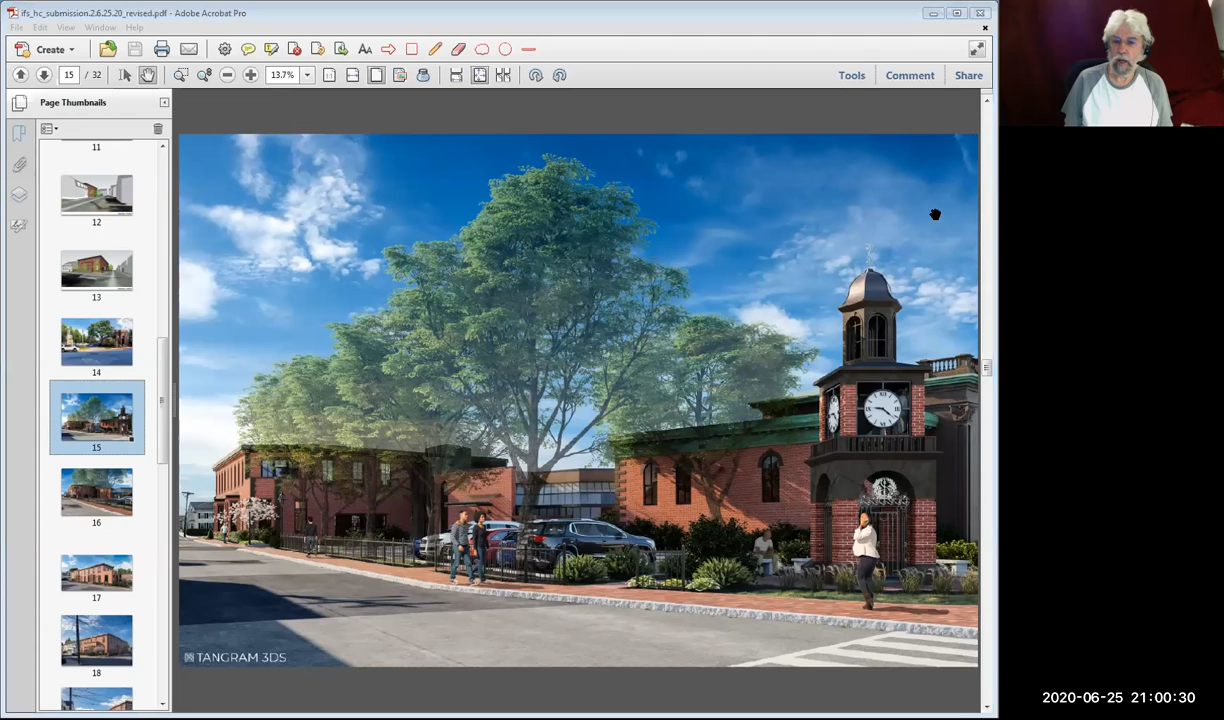 ifs_hc_submission.2.6.25.20_revised.pdf - Adobe Acrobat Pro
File Edit View Window Help
Create
15 / 32 13.7% Tools Comment Share
Page Thumbnails
11
12
13
14
15
16
17
18
TANGRAM 3DS
2020-06-25 21:00:30